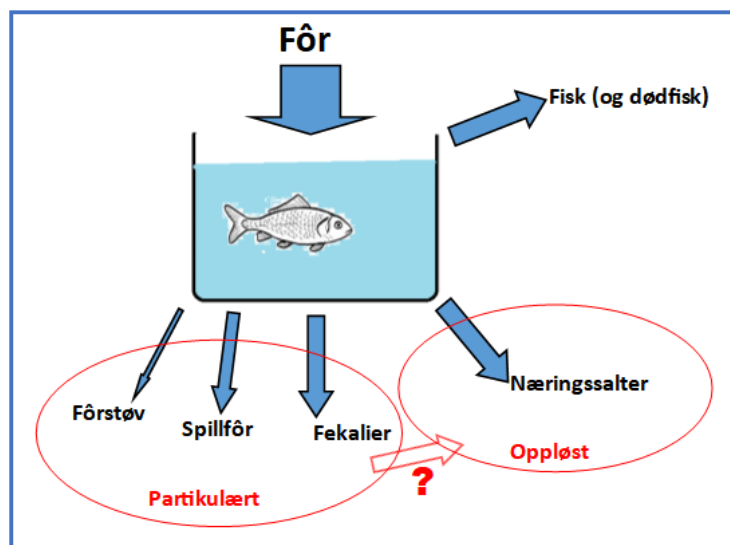 Fôr
Fisk (og dødfisk)
Næringssalter
Fôrstøv
Spillfôr
Fekalier
Oppløst
?
Partikulært